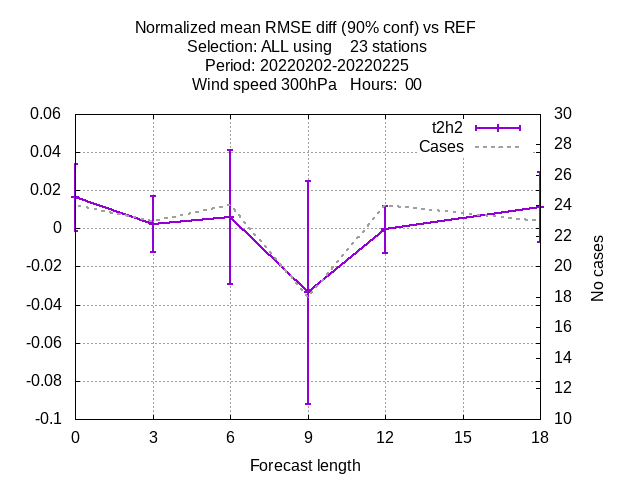 Normalized mean RMSE diff (90% conf) vs REF
Selection: ALL using    23 stations
Period: 20220202-20220225
Wind speed 300hPa   Hours:  00
t2h2
Cases
0.06
0.04
0.02
0
-0.02
-0.04
-0.06
-0.08
-0.1
30
28
26
24
22
20
18
16
14
12
10
No cases
0 3 6 9 12 15 18
Forecast length